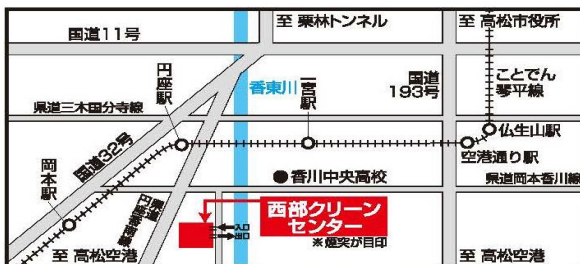 至 栗林トンネル
至 高松市役所
国道11号
円座駅
香東川
一宮駅
国道
193号
ことでん
琴平線
県道三木国分寺線
国道32号
仏生山駅
空港通り駅
岡本駅
香川中央高校
県道岡本香川線
県道
円座香南線
西部クリーン
センター
入口
出口
※煙突が目印
至 高松空港
至 高松空港